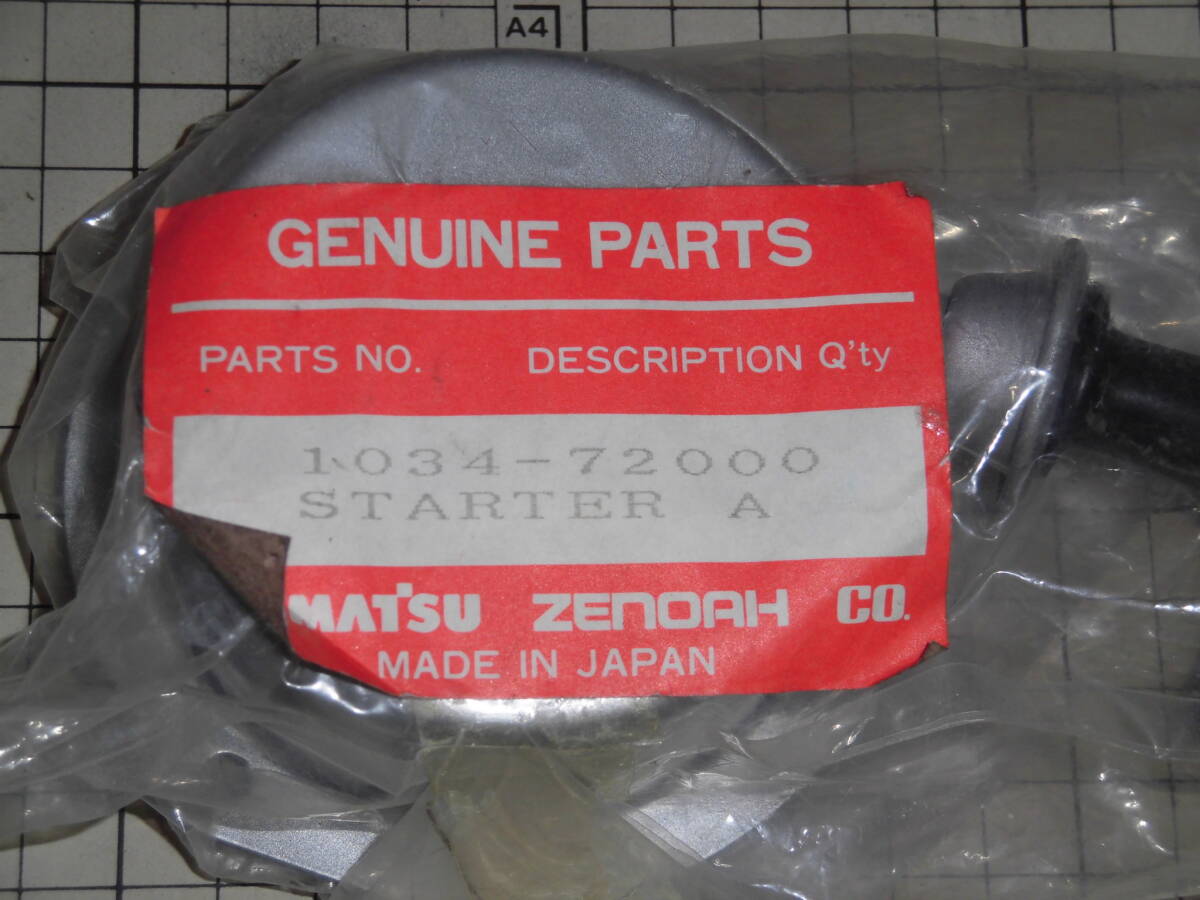 A4
GENUINE PARTS
PARTS NO. DESCRIPTION Q'ty
1034-72000
STARTER A
MATSU ZENOAH CO.
MADE IN JAPAN